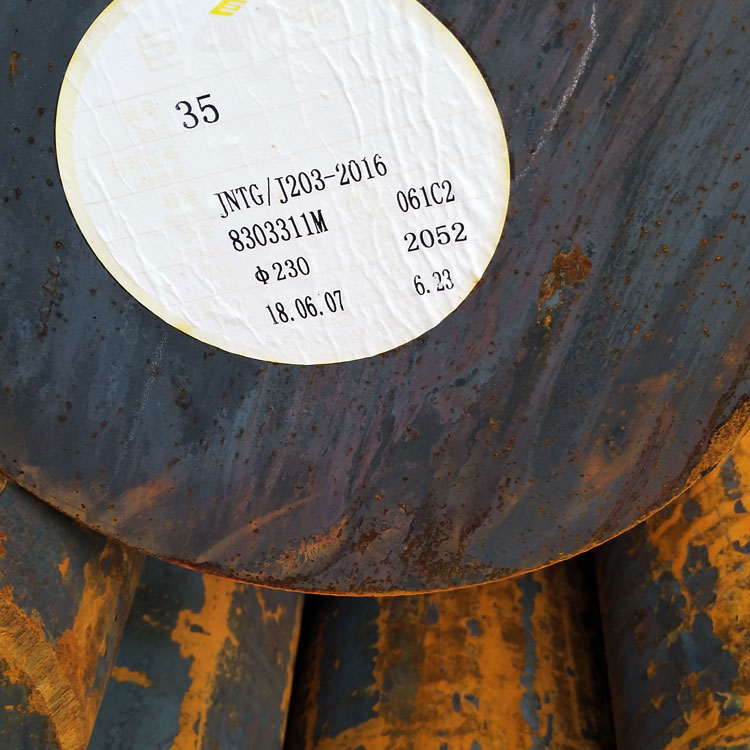 35
JNTG/J203-2016
8303311M 061C2
Φ230 2052
18.06.07 6.23